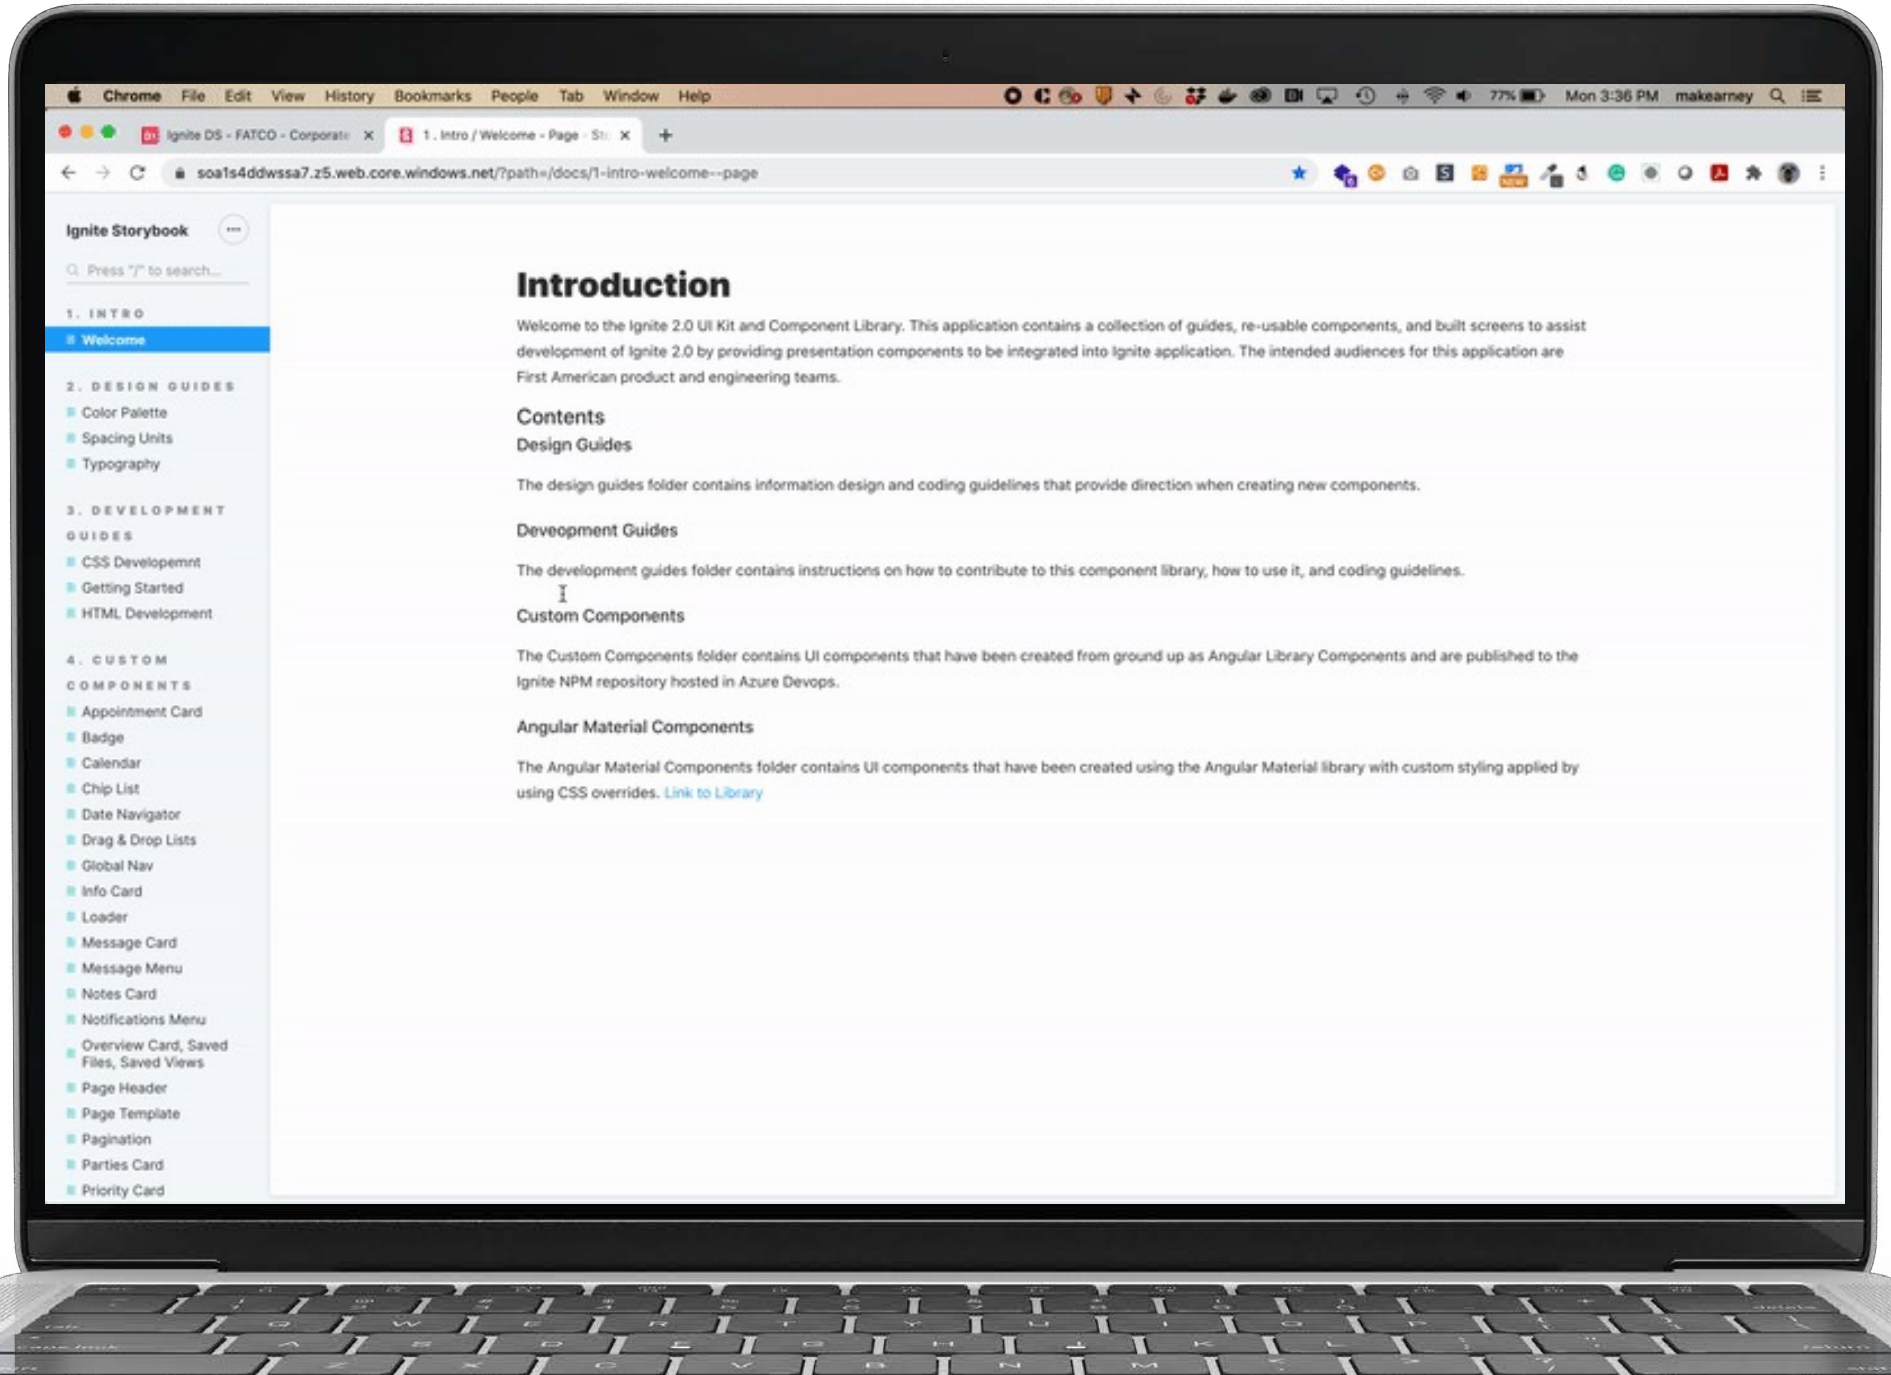 Chrome File Edit View History Bookmarks People Tab Window Help 77% Mon 3:36 PM makearney
Ignite DS - FATCO - Corporate
1. Intro / Welcome - Page - Sto
soa1s4ddwssa7.z5.web.core.windows.net/?path=/docs/1-intro-welcome--page
Ignite Storybook
Press "/" to search...
1. INTRO
Welcome
2. DESIGN GUIDES
Color Palette
Spacing Units
Typography
3. DEVELOPMENT
GUIDES
CSS Developemnt
Getting Started
HTML Development
4. CUSTOM
COMPONENTS
Appointment Card
Badge
Calendar
Chip List
Date Navigator
Drag & Drop Lists
Global Nav
Info Card
Loader
Message Card
Message Menu
Notes Card
Notifications Menu
Overview Card, Saved
Files, Saved Views
Page Header
Page Template
Pagination
Parties Card
Priority Card
Introduction
Welcome to the Ignite 2.0 UI Kit and Component Library. This application contains a collection of guides, re-usable components, and built screens to assist
development of Ignite 2.0 by providing presentation components to be integrated into Ignite application. The intended audiences for this application are
First American product and engineering teams.
Contents
Design Guides
The design guides folder contains information design and coding guidelines that provide direction when creating new components.
Deveopment Guides
The development guides folder contains instructions on how to contribute to this component library, how to use it, and coding guidelines.
Custom Components
The Custom Components folder contains UI components that have been created from ground up as Angular Library Components and are published to the
Ignite NPM repository hosted in Azure Devops.
Angular Material Components
The Angular Material Components folder contains UI components that have been created using the Angular Material library with custom styling applied by
using CSS overrides. Link to Library
Q W E R T Y U I O P
A S D F G H J K L
Z X C V B N M